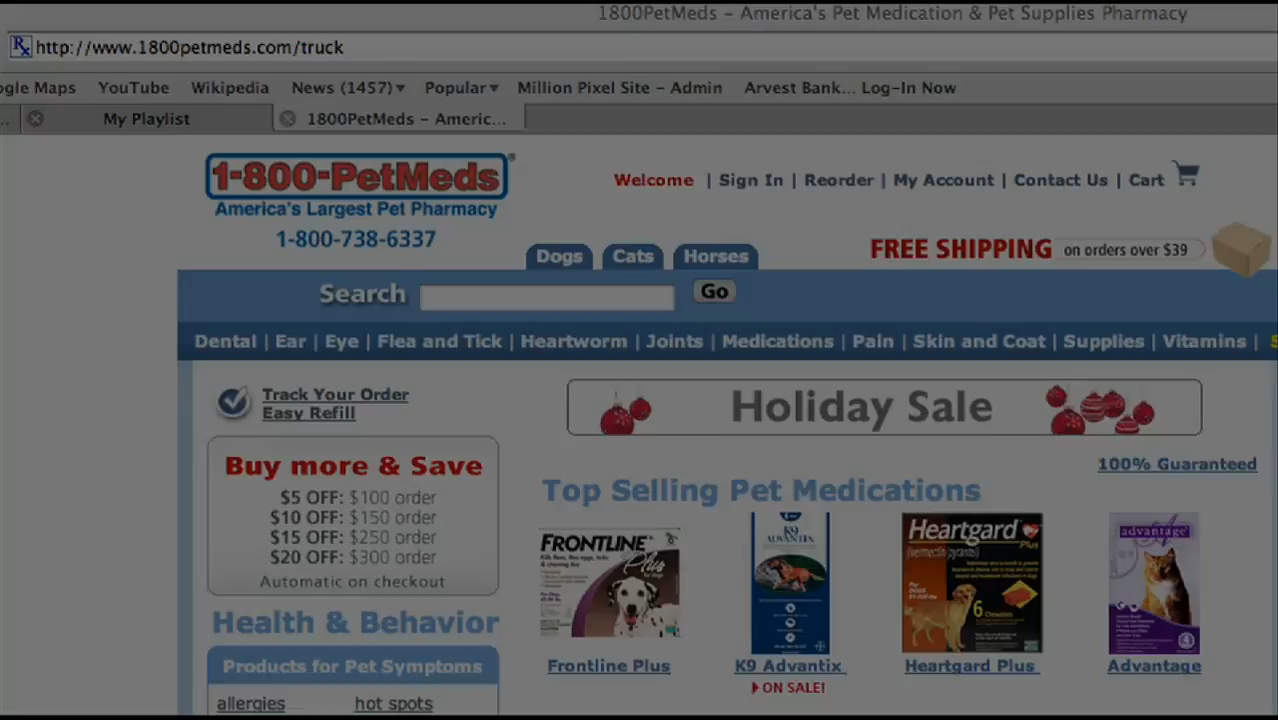 1800PetMeds – America's Pet Medication & Pet Supplies Pharmacy
http://www.1800petmeds.com/truck
ogle Maps YouTube Wikipedia News (1457)▾ Popular▾ Million Pixel Site – Admin Arvest Bank... Log-In Now
My Playlist 1800PetMeds – Americ...
1-800-PetMeds®
America's Largest Pet Pharmacy
1-800-738-6337
Welcome | Sign In | Reorder | My Account | Contact Us | Cart
FREE SHIPPING on orders over $39
Dogs Cats Horses
Search Go
Dental | Ear | Eye | Flea and Tick | Heartworm | Joints | Medications | Pain | Skin and Coat | Supplies | Vitamins |
Track Your Order
Easy Refill
Holiday Sale
Buy more & Save
$5 OFF: $100 order
$10 OFF: $150 order
$15 OFF: $250 order
$20 OFF: $300 order
Automatic on checkout
100% Guaranteed
Top Selling Pet Medications
FRONTLINE Plus
K9 ADVANTIX
Heartgard Plus
6
advantage
4
Frontline Plus K9 Advantix Heartgard Plus Advantage
ON SALE!
Health & Behavior
Products for Pet Symptoms
allergies hot spots